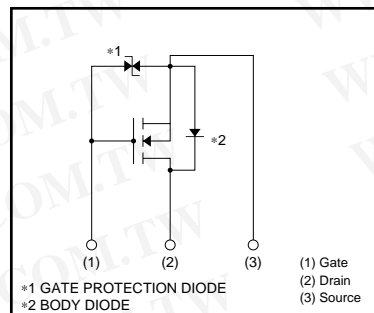 *1
*2
(1) (2) (3)
(1) Gate
(2) Drain
(3) Source
*1 GATE PROTECTION DIODE
*2 BODY DIODE